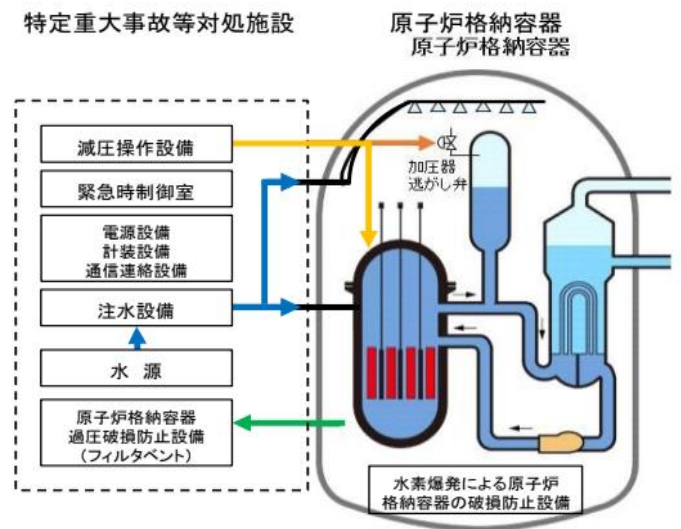 特定重大事故等対処施設
原子炉格納容器
原子炉格納容器
減圧操作設備
緊急時制御室
電源設備
計装設備
通信連絡設備
注水設備
水 源
原子炉格納容器
過圧破損防止設備
(フィルタベント)
加圧器
逃がし弁
水素爆発による原子炉
格納容器の破損防止設備